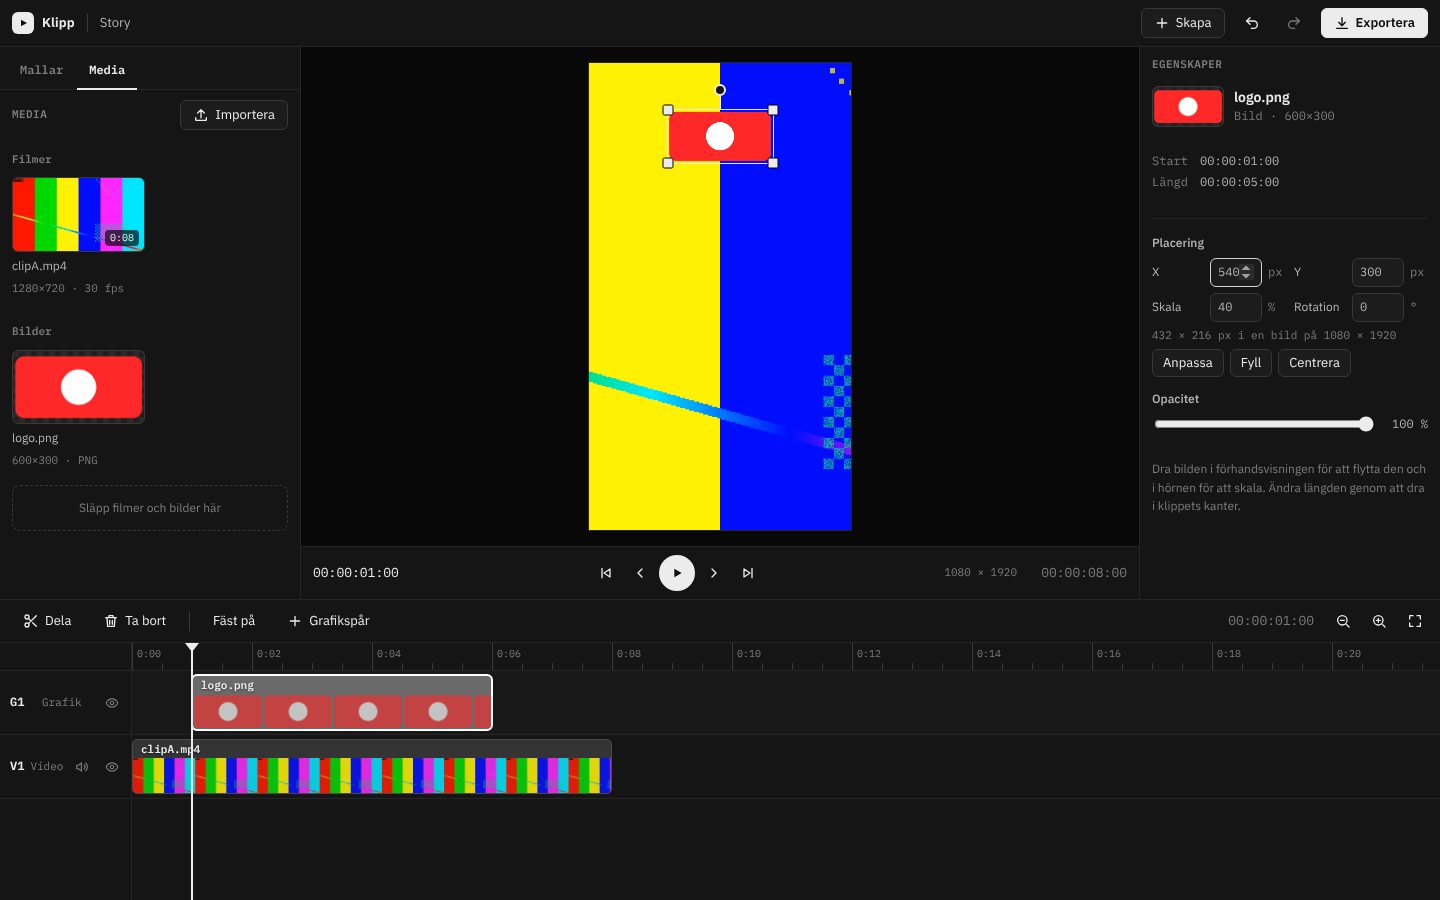 Klipp
Story
Skapa
Exportera
Mallar
Media
MEDIA
Importera
Filmer
0:08
clipA.mp4
1280×720 · 30 fps
Bilder
logo.png
600×300 · PNG
Släpp filmer och bilder här
00:00:01:00
1080 × 1920
00:00:08:00
EGENSKAPER
logo.png
Bild · 600×300
Start 00:00:01:00
Längd 00:00:05:00
Placering
X 540 px Y 300 px
Skala 40 % Rotation 0 °
432 × 216 px i en bild på 1080 × 1920
Anpassa Fyll Centrera
Opacitet
100 %
Dra bilden i förhandsvisningen för att flytta den och
i hörnen för att skala. Ändra längden genom att dra
i klippets kanter.
Dela
Ta bort
Fäst på
Grafikspår
00:00:01:00
0:00 0:02 0:04 0:06 0:08 0:10 0:12 0:14 0:16 0:18 0:20
G1 Grafik
logo.png
V1 Video
clipA.mp4